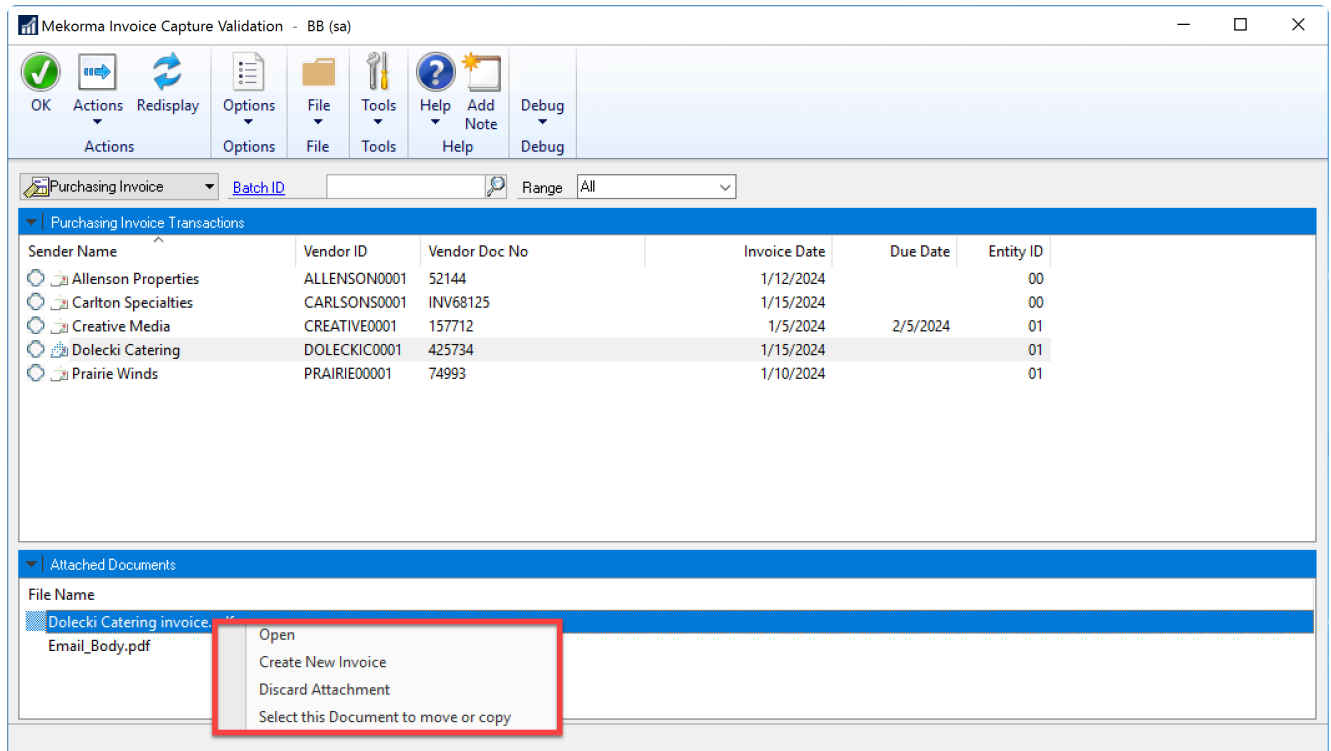 Mekorma Invoice Capture Validation - BB (sa)
OK Actions Redisplay Options File Tools Help Add Note Debug
Actions Options File Tools Help Debug
Purchasing Invoice Batch ID Range All
Purchasing Invoice Transactions
Sender Name Vendor ID Vendor Doc No Invoice Date Due Date Entity ID
Allenson Properties ALLENSON0001 52144 1/12/2024 00
Carlton Specialties CARLSONS0001 INV68125 1/15/2024 00
Creative Media CREATIVE0001 157712 1/5/2024 2/5/2024 01
Dolecki Catering DOLECKIC0001 425734 1/15/2024 01
Prairie Winds PRAIRIE00001 74993 1/10/2024 01
Attached Documents
File Name
Dolecki Catering invoice.
Email_Body.pdf
Open
Create New Invoice
Discard Attachment
Select this Document to move or copy